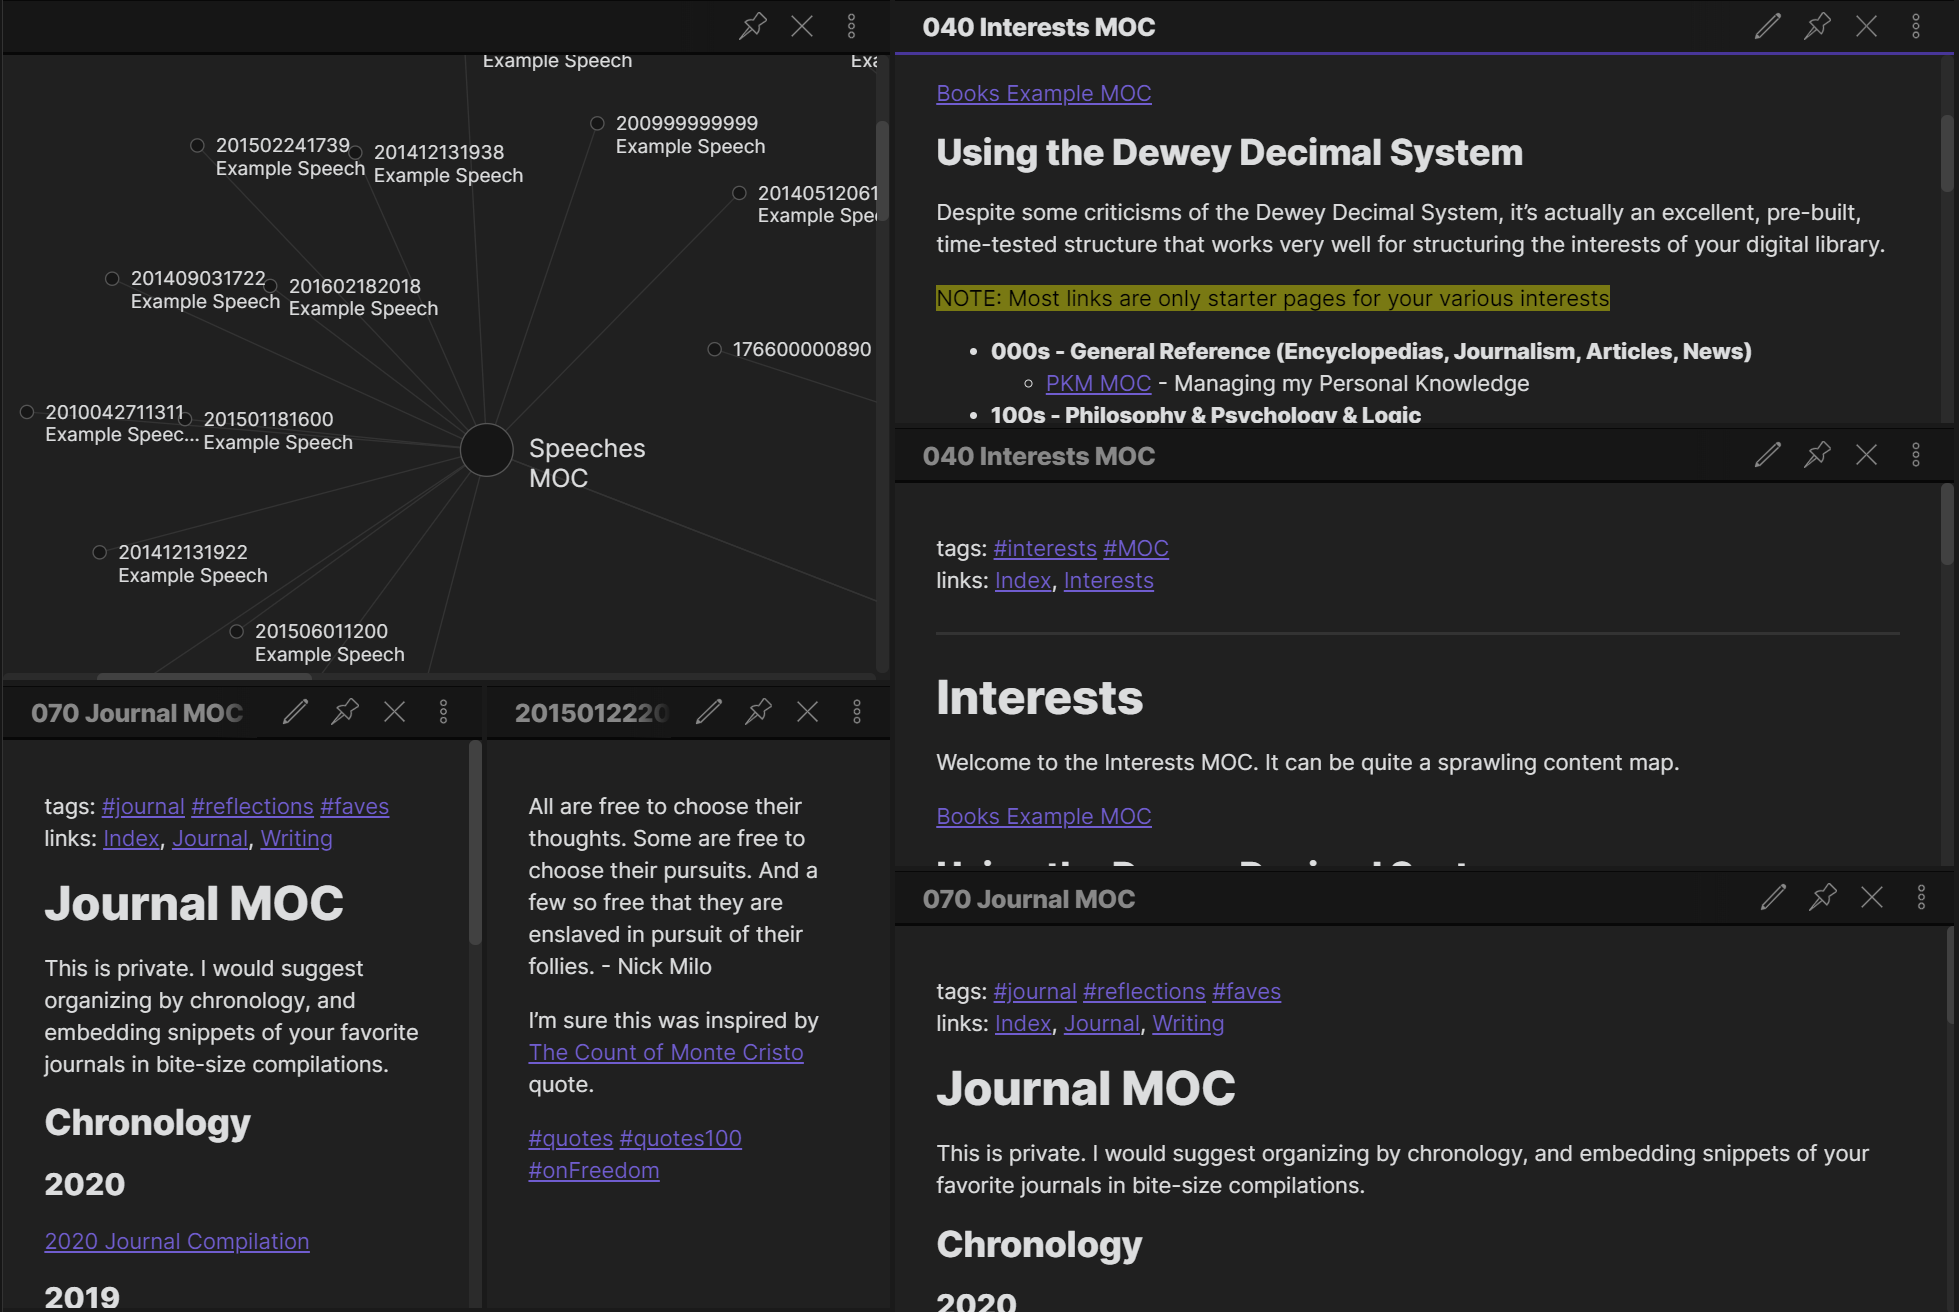 Example Speech
200999999999
Example Speech
201502241739
Example Speech
201412131938
Example Speech
20140512061
201409031722
Example Speech
201602182018
Example Speech
176600000890
2010042711311
Example Speec...
201501181600
Example Speech
Speeches
MOC
201412131922
Example Speech
201506011200
Example Speech
070 Journal MOC
tags: #journal #reflections #faves
links: Index, Journal, Writing
Journal MOC
This is private. I would suggest
organizing by chronology, and
embedding snippets of your favorite
journals in bite-size compilations.
Chronology
2020
2020 Journal Compilation
2019
2015012220
All are free to choose their
thoughts. Some are free to
choose their pursuits. And a
few so free that they are
enslaved in pursuit of their
follies. - Nick Milo
I’m sure this was inspired by
The Count of Monte Cristo
quote.
#quotes #quotes100
#onFreedom
040 Interests MOC
Books Example MOC
Using the Dewey Decimal System
Despite some criticisms of the Dewey Decimal System, it’s actually an excellent, pre-built,
time-tested structure that works very well for structuring the interests of your digital library.
NOTE: Most links are only starter pages for your various interests
• 000s - General Reference (Encyclopedias, Journalism, Articles, News)
◦ PKM MOC - Managing my Personal Knowledge
• 100s - Philosophy & Psychology & Logic
040 Interests MOC
tags: #interests #MOC
links: Index, Interests
Interests
Welcome to the Interests MOC. It can be quite a sprawling content map.
Books Example MOC
Using the Dewey Decimal System
070 Journal MOC
tags: #journal #reflections #faves
links: Index, Journal, Writing
Journal MOC
This is private. I would suggest organizing by chronology, and embedding snippets of your
favorite journals in bite-size compilations.
Chronology
2020